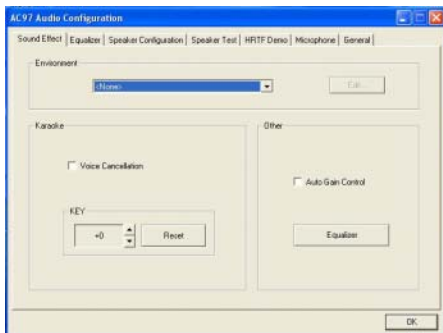 AC97 Audio Configuration
Sound Effect Equalizer Speaker Configuration Speaker Test HRTF Demo Microphone General
Environment
<None>
Edit...
Karaoke
Voice Cancellation
KEY
+0
Reset
Other
Auto Gain Control
Equalizer
OK